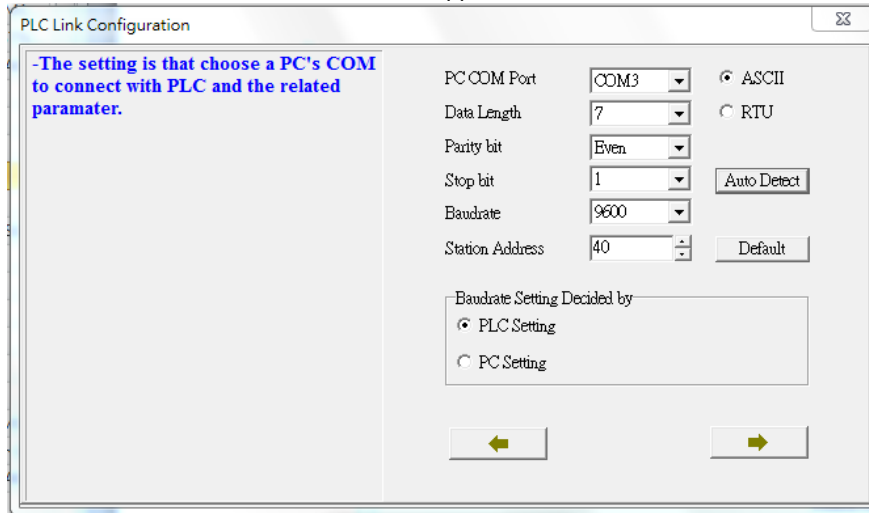 PLC Link Configuration
-The setting is that choose a PC's COM
to connect with PLC and the related
paramater.
PC COM Port COM3 ASCII
Data Length 7 RTU
Parity bit Even
Stop bit 1 Auto Detect
Baudrate 9600
Station Address 40 Default
Baudrate Setting Decided by
PLC Setting
PC Setting